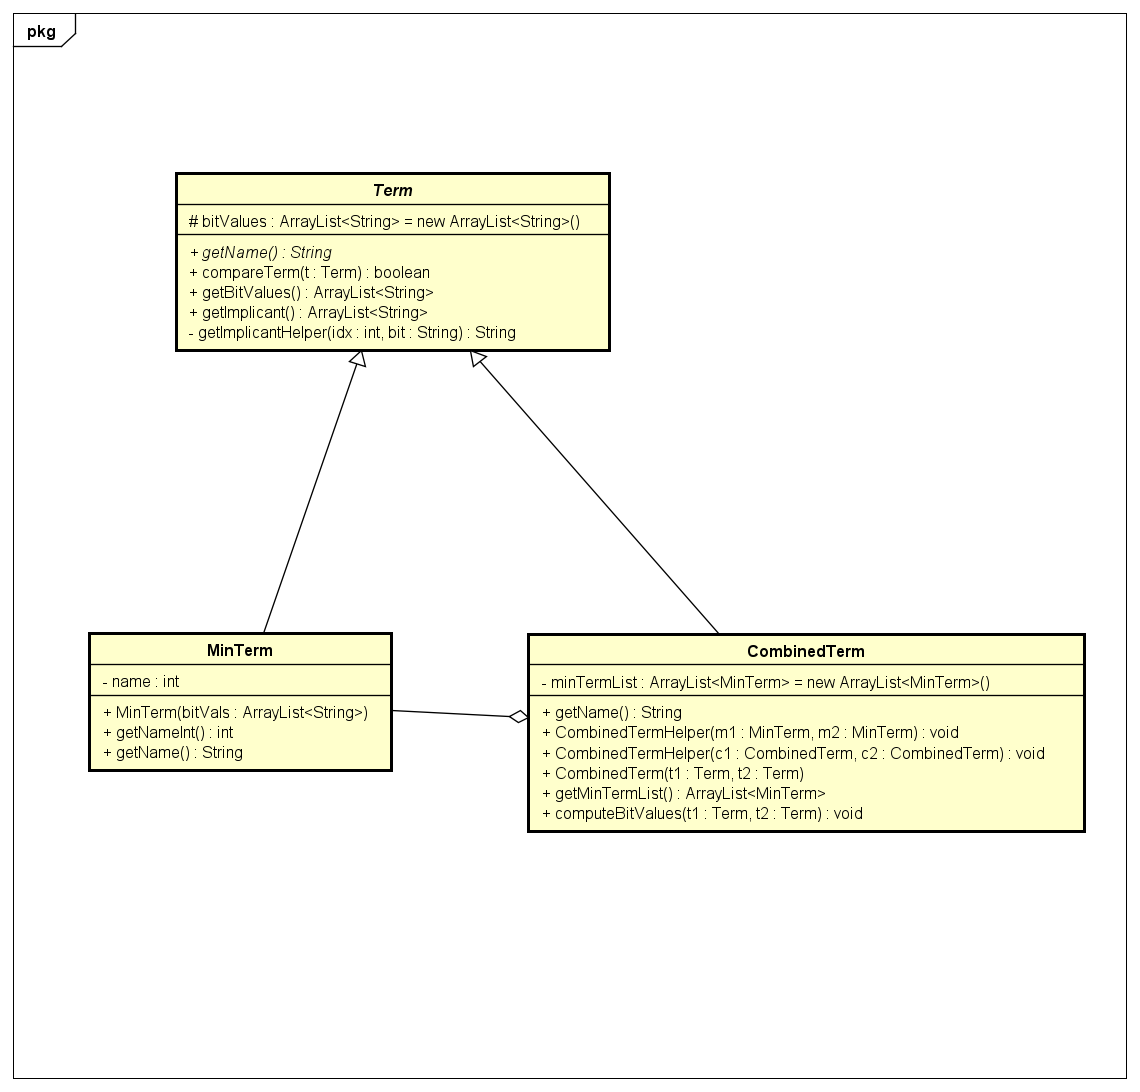 pkg
Term
# bitValues : ArrayList<String> = new ArrayList<String>()
+ getName() : String
+ compareTerm(t : Term) : boolean
+ getBitValues() : ArrayList<String>
+ getImplicant() : ArrayList<String>
- getImplicantHelper(idx : int, bit : String) : String
MinTerm
- name : int
+ MinTerm(bitVals : ArrayList<String>)
+ getNameInt() : int
+ getName() : String
CombinedTerm
- minTermList : ArrayList<MinTerm> = new ArrayList<MinTerm>()
+ getName() : String
+ CombinedTermHelper(m1 : MinTerm, m2 : MinTerm) : void
+ CombinedTermHelper(c1 : CombinedTerm, c2 : CombinedTerm) : void
+ CombinedTerm(t1 : Term, t2 : Term)
+ getMinTermList() : ArrayList<MinTerm>
+ computeBitValues(t1 : Term, t2 : Term) : void